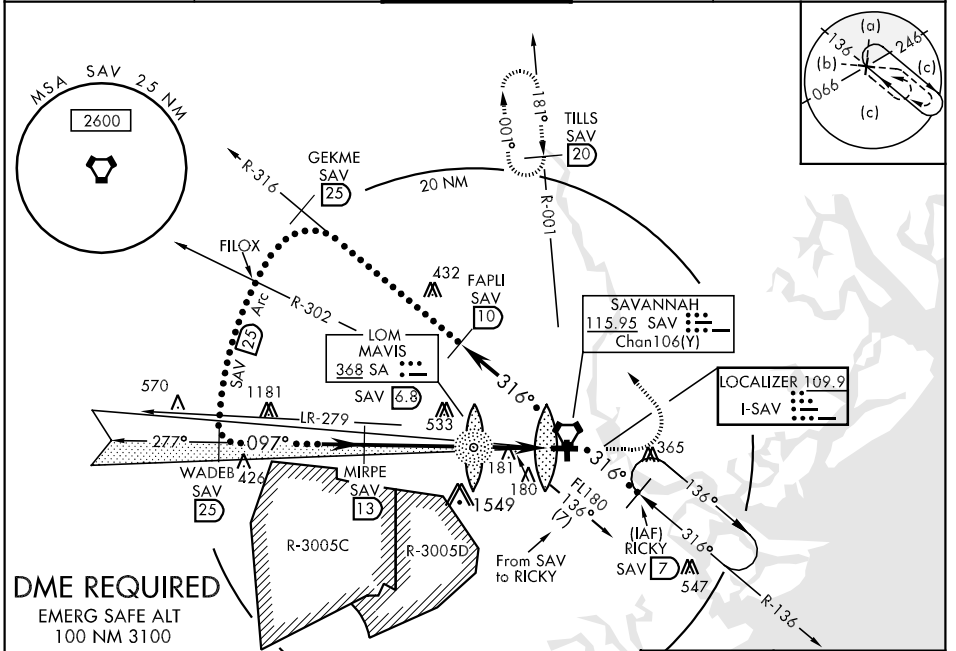 MSA SAV 25 NM
2600
GEKME
SAV
25
R-316
FILOX
R-302
SAV 25 Arc
20 NM
001°
181°
TILLS
SAV
20
R-001
(a)
136
246
(b)
(c)
066
(c)
432
FAPLI
SAV
10
LOM
MAVIS
368 SA
SAV 6.8
SAVANNAH
115.95 SAV
Chan106(Y)
LOCALIZER 109.9
I-SAV
316°
570
1181
533
LR-279
277°
097°
WADEB
SAV
25
426
MIRPE
SAV
13
181
180
1549
316°
365
FL180
136°
(7)
From SAV
to RICKY
(IAF)
RICKY
SAV 7
136°
316°
547
R-136
R-3005C
R-3005D
DME REQUIRED
EMERG SAFE ALT
100 NM 3100